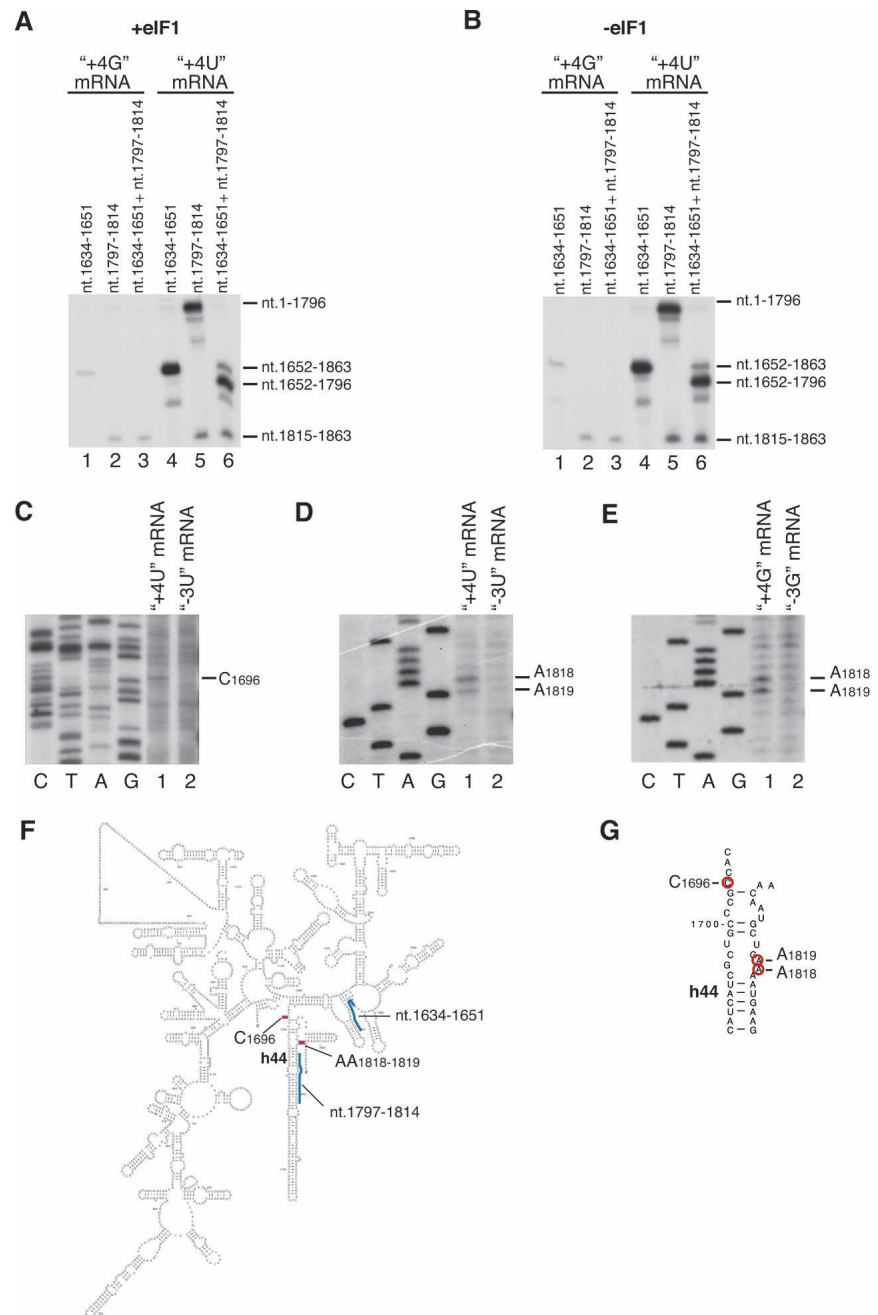 A
+eIF1
“+4G” mRNA
“+4U” mRNA
nt.1634-1651
nt.1797-1814
nt.1634-1651+ nt.1797-1814
nt.1634-1651
nt.1797-1814
nt.1634-1651+ nt.1797-1814
nt.1-1796
nt.1652-1863
nt.1652-1796
nt.1815-1863
1 2 3 4 5 6
B
-eIF1
“+4G” mRNA
“+4U” mRNA
nt.1634-1651
nt.1797-1814
nt.1634-1651+ nt.1797-1814
nt.1634-1651
nt.1797-1814
nt.1634-1651+ nt.1797-1814
nt.1-1796
nt.1652-1863
nt.1652-1796
nt.1815-1863
1 2 3 4 5 6
C
“+4U” mRNA
“-3U” mRNA
C1696
C T A G 1 2
D
“+4U” mRNA
“-3U” mRNA
A1818
A1819
C T A G 1 2
E
“+4G” mRNA
“-3G” mRNA
A1818
A1819
C T A G 1 2
F
nt.1634-1651
C1696
h44
AA1818-1819
nt.1797-1814
G
C1696
1700
A1819
A1818
h44